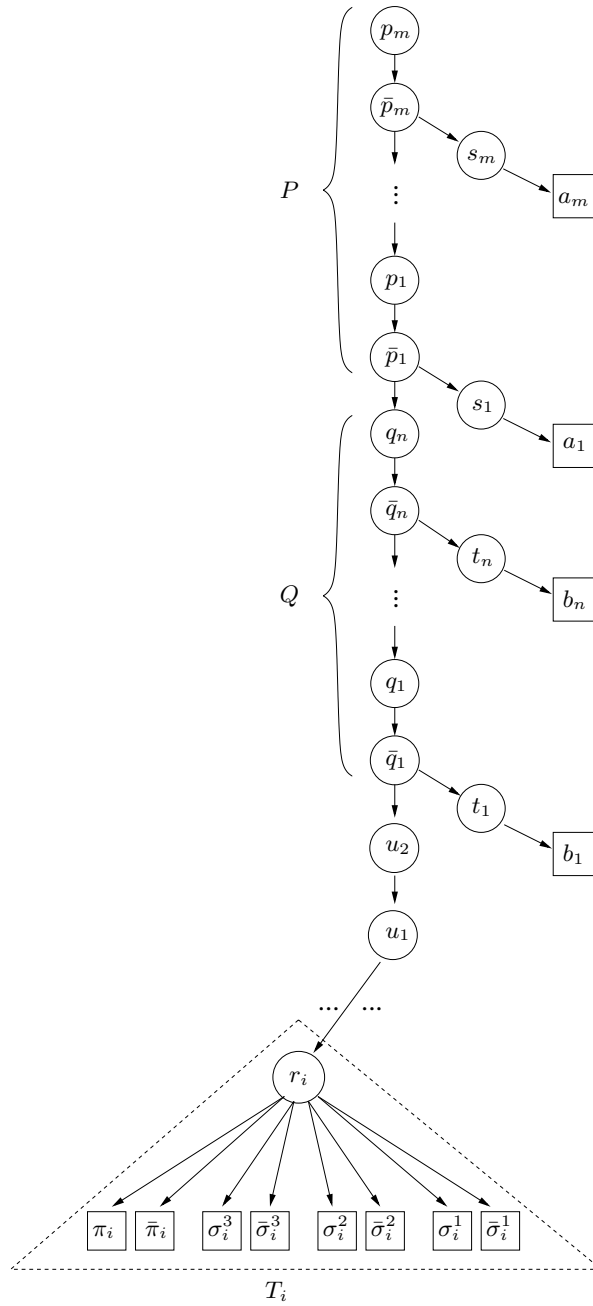 p_m
p̄_m
s_m
P
⋮
a_m
p_1
p̄_1
s_1
q_n
a_1
q̄_n
t_n
Q
⋮
b_n
q_1
q̄_1
t_1
u_2
b_1
u_1
... ...
r_i
π_i π̄_i σ_i^3 σ̄_i^3 σ_i^2 σ̄_i^2 σ_i^1 σ̄_i^1
T_i